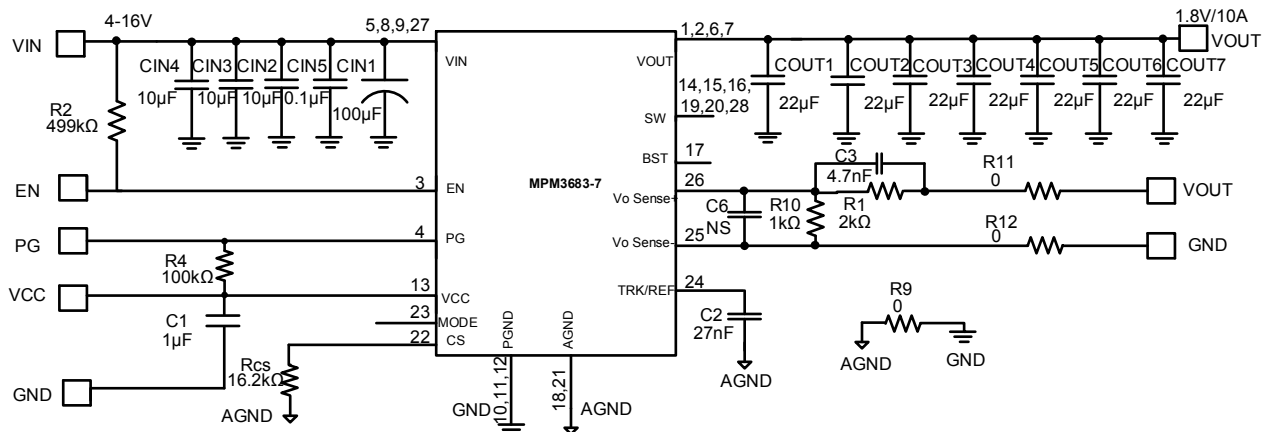 4-16V
VIN
5,8,9,27
VIN
CIN4
10µF
CIN3
10µF
CIN2
10µF
CIN5
0.1µF
CIN1
100µF
R2
499kΩ
EN
3
EN
PG
4
PG
R4
100kΩ
VCC
13
VCC
C1
1µF
23
MODE
22
CS
Rcs
16.2kΩ
AGND
GND
MPM3683-7
PGND
10,11,12
GND
AGND
18,21
AGND
1,2,6,7
VOUT
1.8V/10A
VOUT
COUT1
22µF
COUT2
22µF
COUT3
22µF
COUT4
22µF
COUT5
22µF
COUT6
22µF
COUT7
22µF
14,15,16,
19,20,28
SW
17
BST
26
Vo Sense+
C6
NS
R10
1kΩ
C3
4.7nF
R1
2kΩ
R11
0
VOUT
Vo Sense-
25
R12
0
GND
24
TRK/REF
C2
27nF
AGND
R9
0
AGND
GND